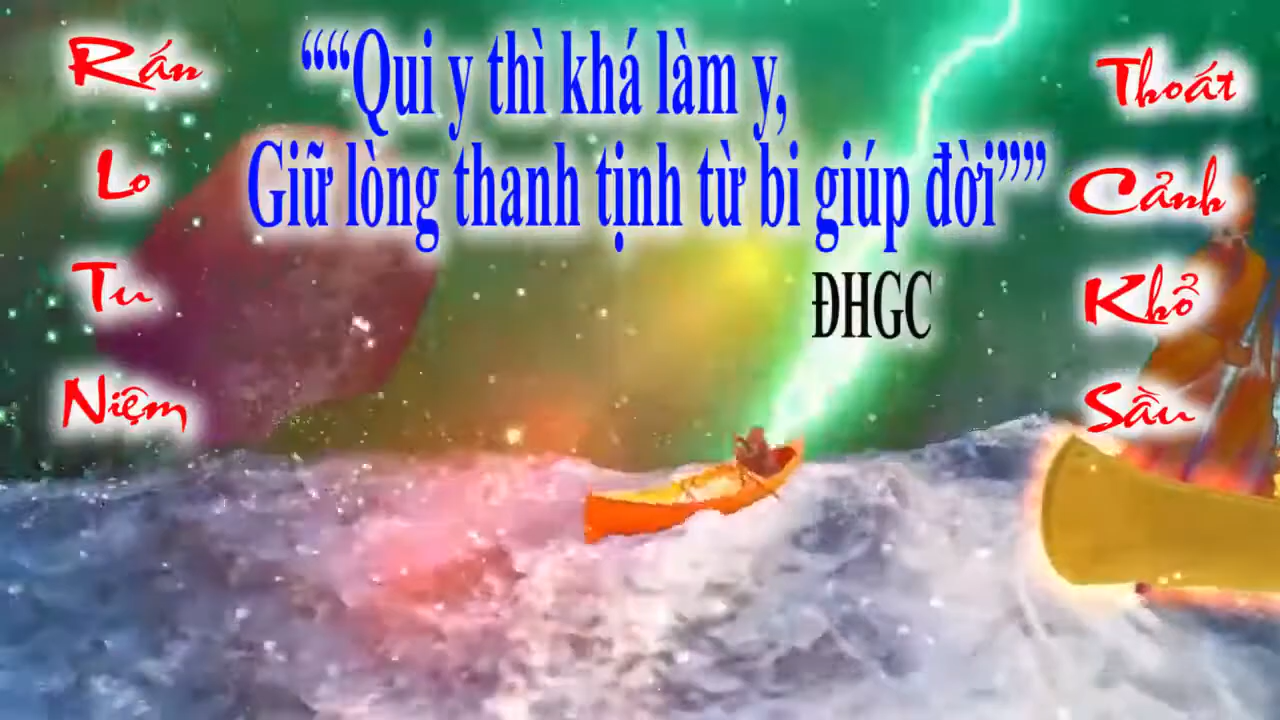 Rán
Lo
Tu
Niệm
““Qui y thì khá làm y,
Giữ lòng thanh tịnh từ bi giúp đời””
ĐHGC
Thoát
Cảnh
Khổ
Sầu